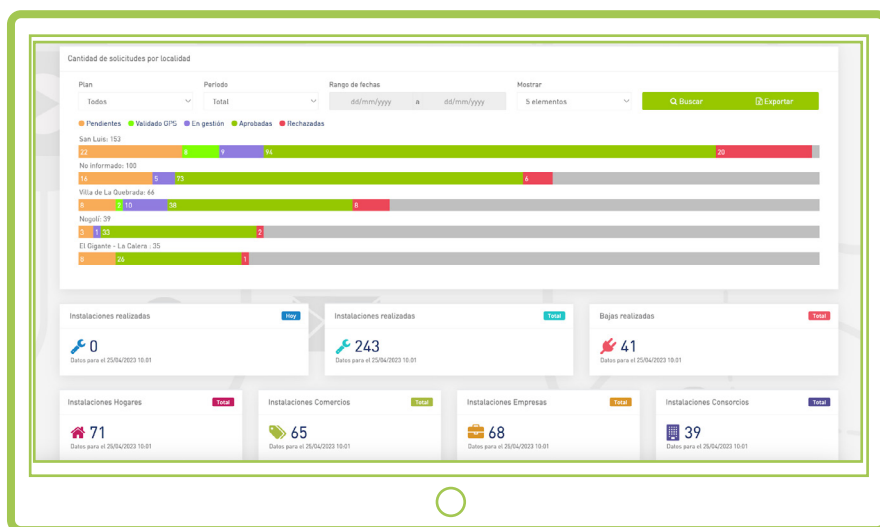 Cantidad de solicitudes por localidad
Plan Período Rango de fechas Mostrar
Todos Total dd/mm/yyyy a dd/mm/yyyy 5 elementos Buscar Exportar
Pendientes Validado GPS En gestión Aprobadas Rechazadas
San Luis: 153
22 8 9 94 20
No informado: 100
16 5 73 6
Villa de La Quebrada: 66
8 2 10 38 8
Nogolí: 39
3 1 33 2
El Gigante - La Calera : 35
8 26 1
Instalaciones realizadas Hoy Instalaciones realizadas Total Bajas realizadas Total
0 243 41
Datos para el 25/04/2023 10:01 Datos para el 25/04/2023 10:01 Datos para el 25/04/2023 10:01
Instalaciones Hogares Total Instalaciones Comercios Total Instalaciones Empresas Total Instalaciones Consorcios Total
71 65 68 39
Datos para el 25/04/2023 10:01 Datos para el 25/04/2023 10:01 Datos para el 25/04/2023 10:01 Datos para el 25/04/2023 10:01